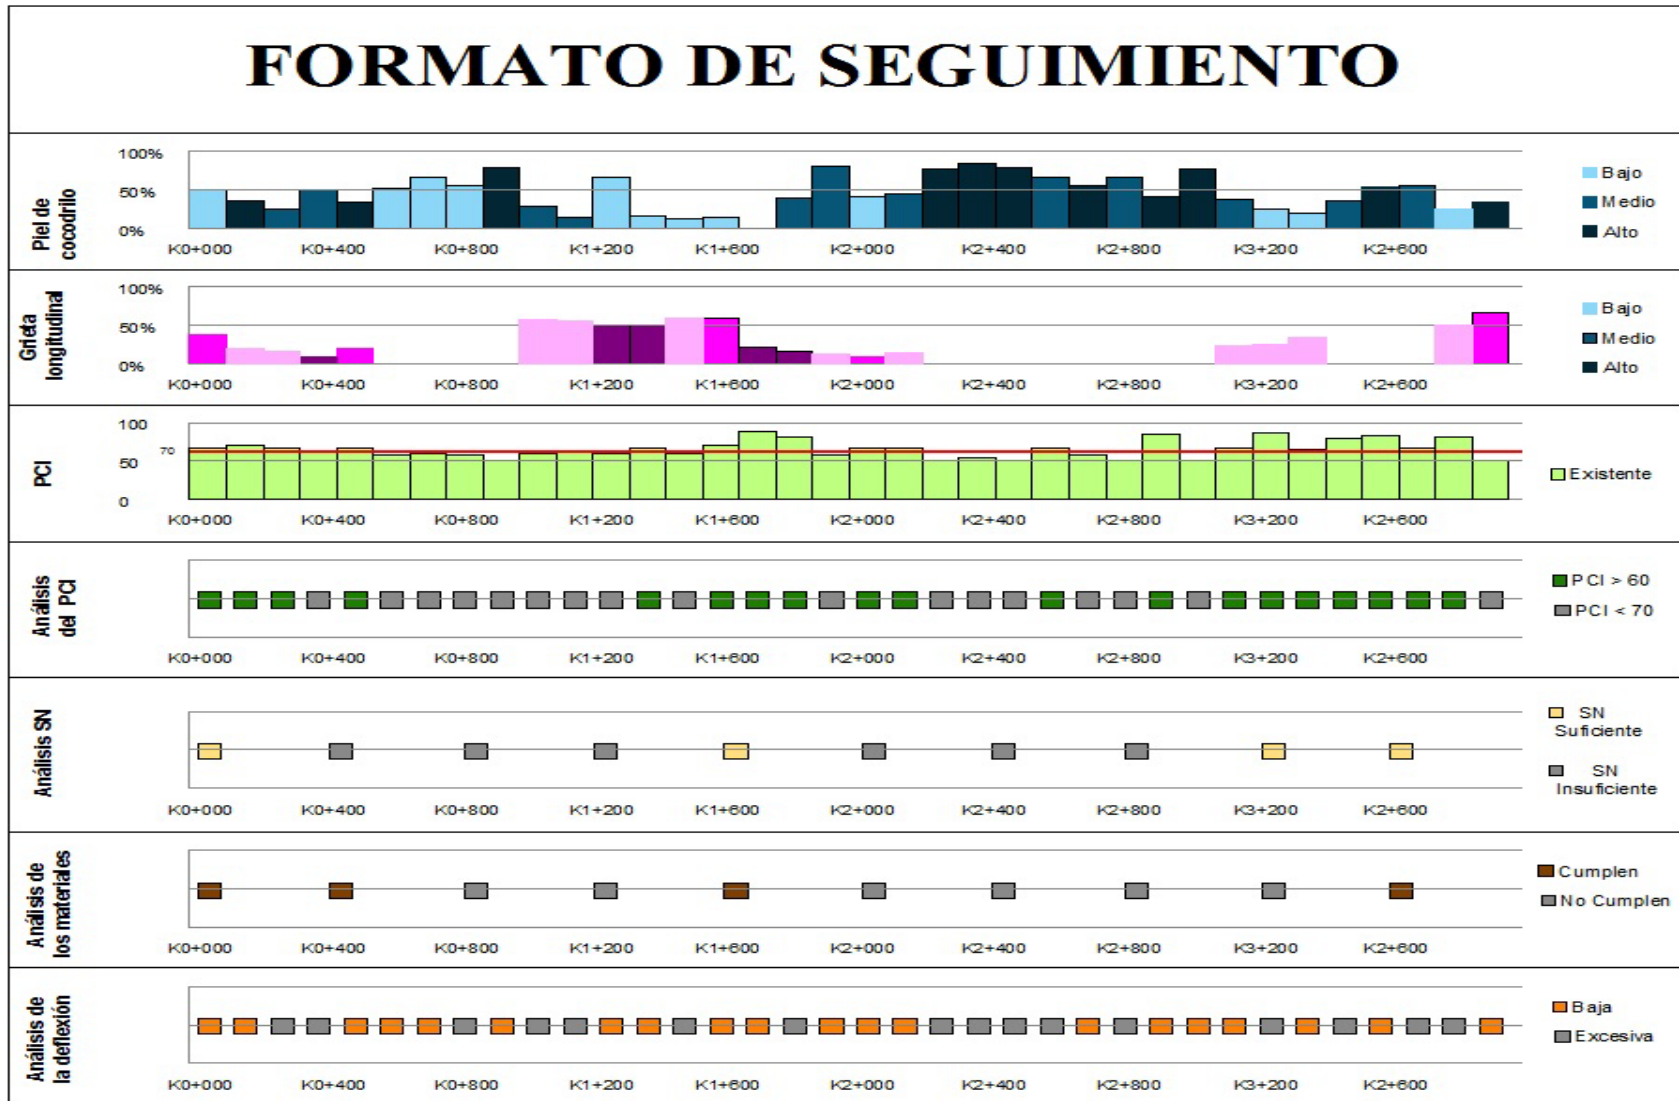 FORMATO DE SEGUIMIENTO
Piel de
cocodrilo
100%
50%
0%
K0+000 K0+400 K0+800 K1+200 K1+600 K2+000 K2+400 K2+800 K3+200 K2+600
Bajo
Medio
Alto
Grieta
longitudinal
100%
50%
0%
K0+000 K0+400 K0+800 K1+200 K1+600 K2+000 K2+400 K2+800 K3+200 K2+600
Bajo
Medio
Alto
PCI
100
70
50
0
K0+000 K0+400 K0+800 K1+200 K1+600 K2+000 K2+400 K2+800 K3+200 K2+600
Existente
Análisis
del PCI
K0+000 K0+400 K0+800 K1+200 K1+600 K2+000 K2+400 K2+800 K3+200 K2+600
PCI > 60
PCI < 70
Análisis SN
K0+000 K0+400 K0+800 K1+200 K1+600 K2+000 K2+400 K2+800 K3+200 K2+600
SN
Suficiente
SN
Insuficiente
Análisis de
los materiales
K0+000 K0+400 K0+800 K1+200 K1+600 K2+000 K2+400 K2+800 K3+200 K2+600
Cumplen
No Cumplen
Análisis de
la deflexión
K0+000 K0+400 K0+800 K1+200 K1+600 K2+000 K2+400 K2+800 K3+200 K2+600
Baja
Excesiva